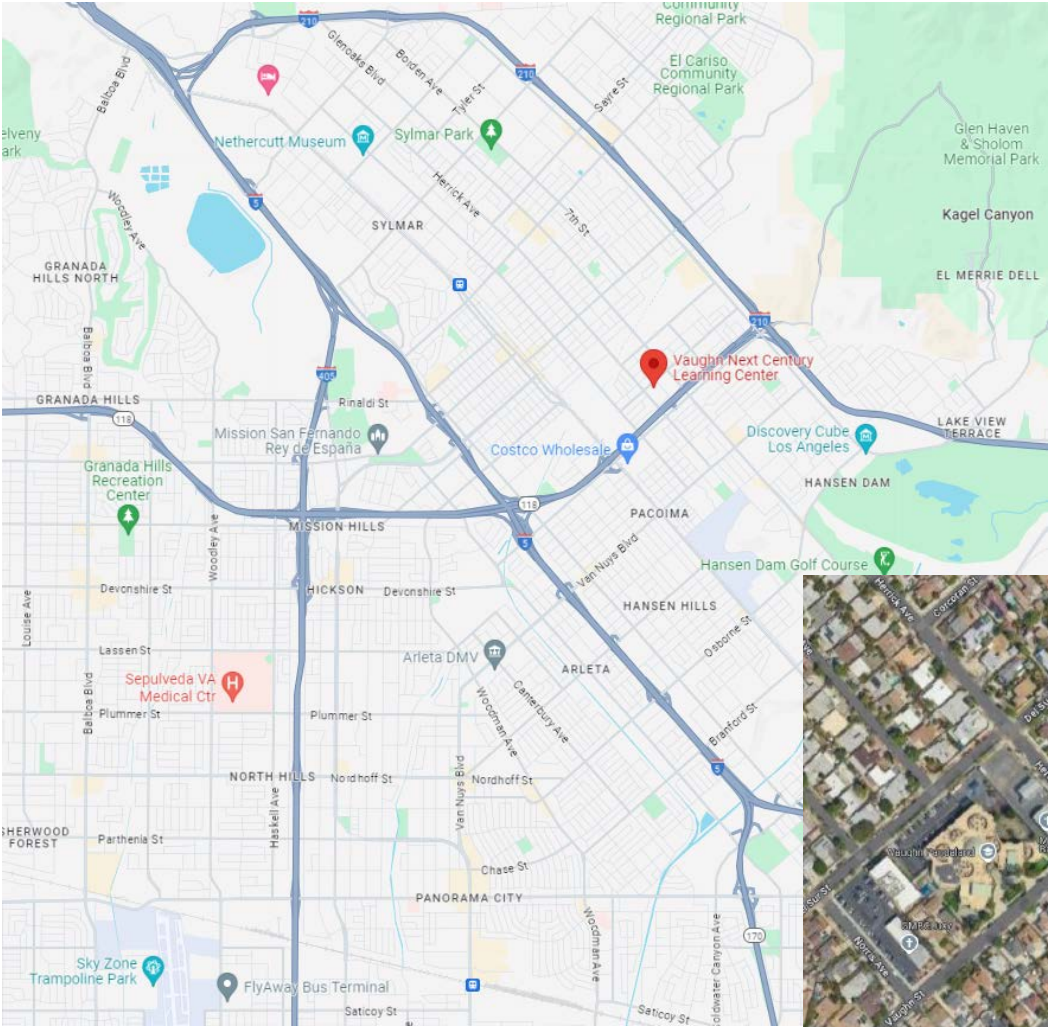 Community
Regional Park
210
Glenoaks Blvd
Borden Ave
Balboa Blvd
El Cariso
Community
Regional Park
210
Tyler St
Sayre St
Nethercutt Museum
Sylmar Park
Glen Haven
& Sholom
Memorial Park
Woodley Ave
5
Herrick Ave
7th St
SYLMAR
Kagel Canyon
GRANADA
HILLS NORTH
EL MERRIE DELL
210
Balboa Blvd
Vaughn Next Century
Learning Center
405
GRANADA HILLS
118
Rinaldi St
Mission San Fernando
Rey de España
Costco Wholesale
Discovery Cube
Los Angeles
LAKE VIEW
TERRACE
Granada Hills
Recreation
Center
HANSEN DAM
118
PACOIMA
MISSION HILLS
Woodley Ave
5
Van Nuys Blvd
Hansen Dam Golf Course
Devonshire St
HICKSON
Devonshire St
HANSEN HILLS
Louise Ave
Osborne St
Lassen St
Arleta DMV
ARLETA
Sepulveda VA
Medical Ctr
H
Canterbury Ave
Woodman Ave
Balboa Blvd
Plummer St
Plummer St
Branford St
NORTH HILLS
Nordhoff St
Nordhoff St
5
Van Nuys Blvd
Haskell Ave
SHERWOOD
FOREST
Parthenia St
Chase St
PANORAMA CITY
Woodman Ave
170
Coldwater Canyon Ave
Sky Zone
Trampoline Park
FlyAway Bus Terminal
Saticoy St
Saticoy St
Herrick Ave
Corcoran St
Del Sur
Vaughn Pandaland
Sur St
Norris Ave
Vaughn St